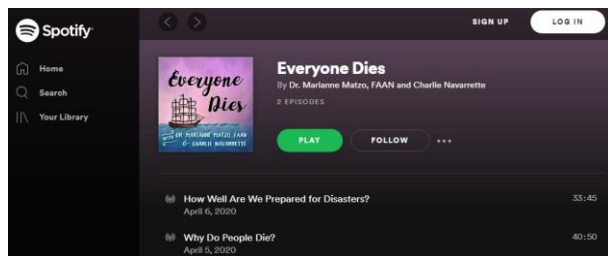 Spotify
Home
Search
Your Library
SIGN UP
LOG IN
Everyone
Dies
DR. MARIANNE MATZO, FAAN
& CHARLIE NAVARRETTE
Everyone Dies
By Dr. Marianne Matzo, FAAN and Charlie Navarrette
2 EPISODES
PLAY
FOLLOW
How Well Are We Prepared for Disasters?
33:45
April 6, 2020
Why Do People Die?
40:50
April 5, 2020